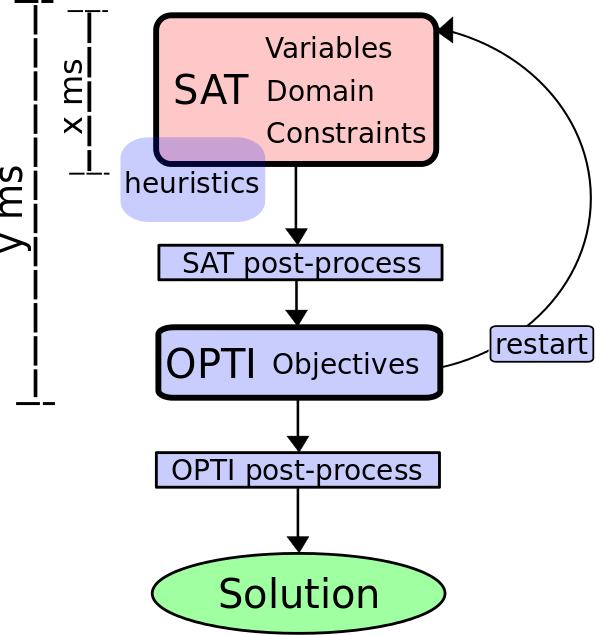 Variables
SAT Domain
Constraints
x ms
heuristics
y ms
SAT post-process
OPTI Objectives
restart
OPTI post-process
Solution